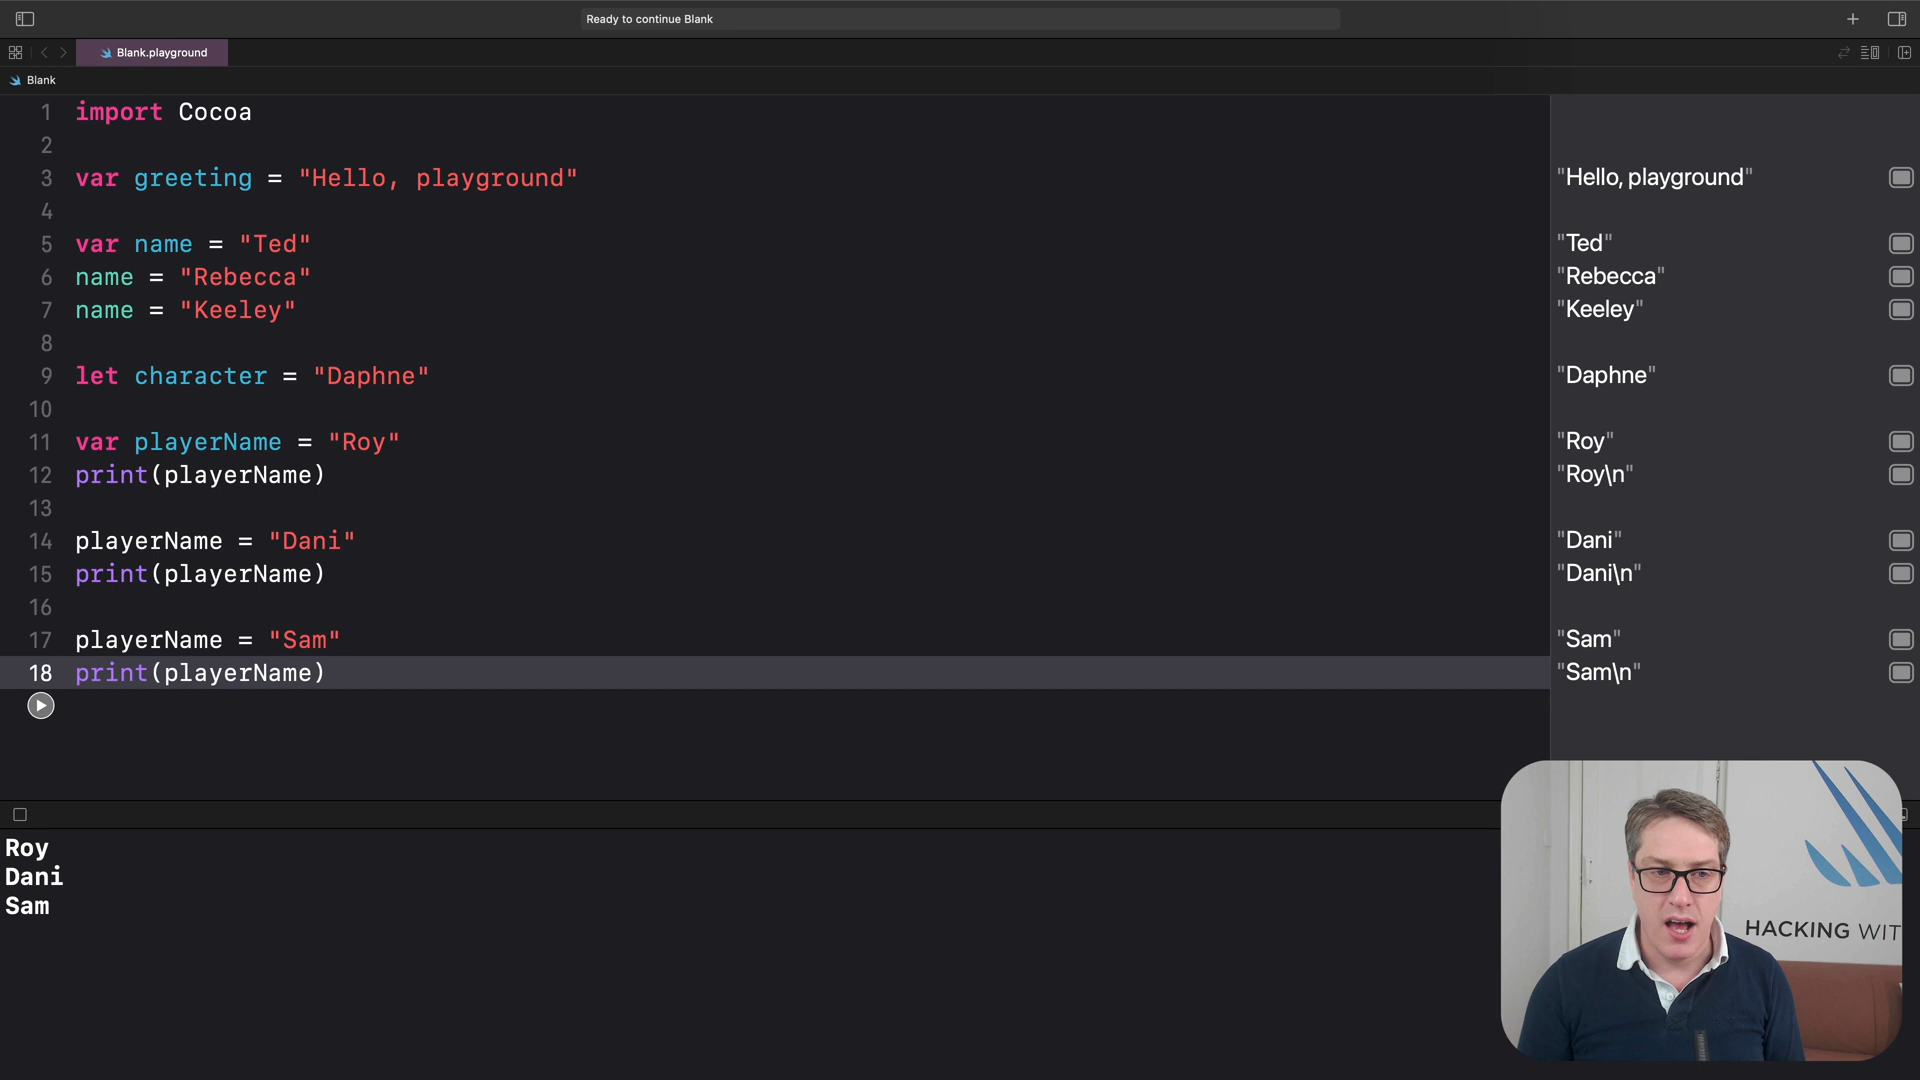 Ready to continue Blank
Blank.playground
Blank
1 import Cocoa "Hello, playground"
2
3 var greeting = "Hello, playground" "Hello, playground"
4
5 var name = "Ted" "Ted"
6 name = "Rebecca" "Rebecca"
7 name = "Keeley" "Keeley"
8
9 let character = "Daphne" "Daphne"
10
11 var playerName = "Roy" "Roy"
12 print(playerName) "Roy\n"
13
14 playerName = "Dani" "Dani"
15 print(playerName) "Dani\n"
16
17 playerName = "Sam" "Sam"
18 print(playerName) "Sam\n"
Roy
Dani
Sam
HACKING WIT